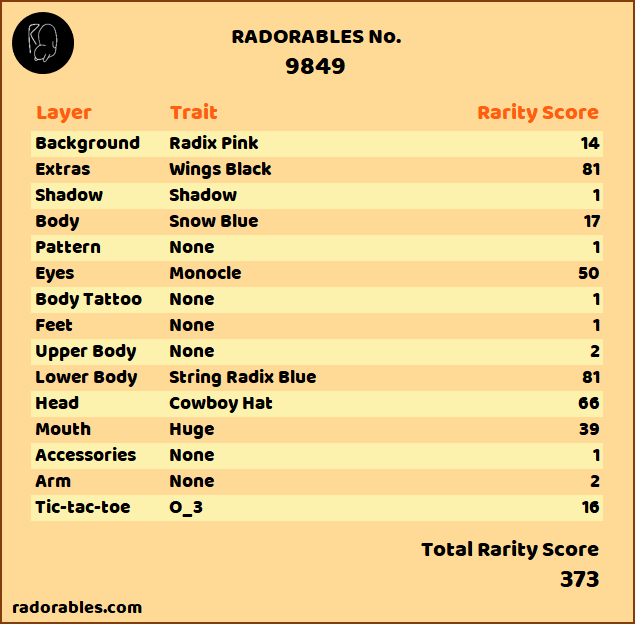 RADORABLES No.
9849
Layer Trait Rarity Score
Background Radix Pink 14
Extras Wings Black 81
Shadow Shadow 1
Body Snow Blue 17
Pattern None 1
Eyes Monocle 50
Body Tattoo None 1
Feet None 1
Upper Body None 2
Lower Body String Radix Blue 81
Head Cowboy Hat 66
Mouth Huge 39
Accessories None 1
Arm None 2
Tic-tac-toe O_3 16
Total Rarity Score
373
radorables.com